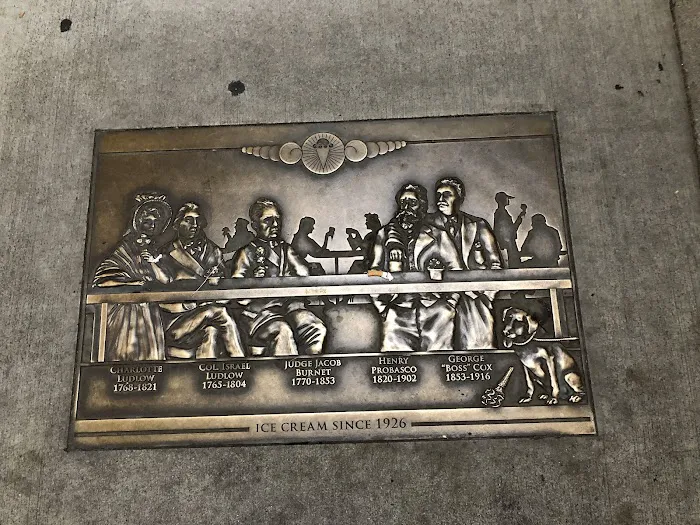 CHARLOTTE
LUDLOW
1768-1821
COL. ISRAEL
LUDLOW
1765-1804
JUDGE JACOB
BURNET
1770-1853
HENRY
PROBASCO
1820-1902
GEORGE
"BOSS" COX
1853-1916
ICE CREAM SINCE 1926